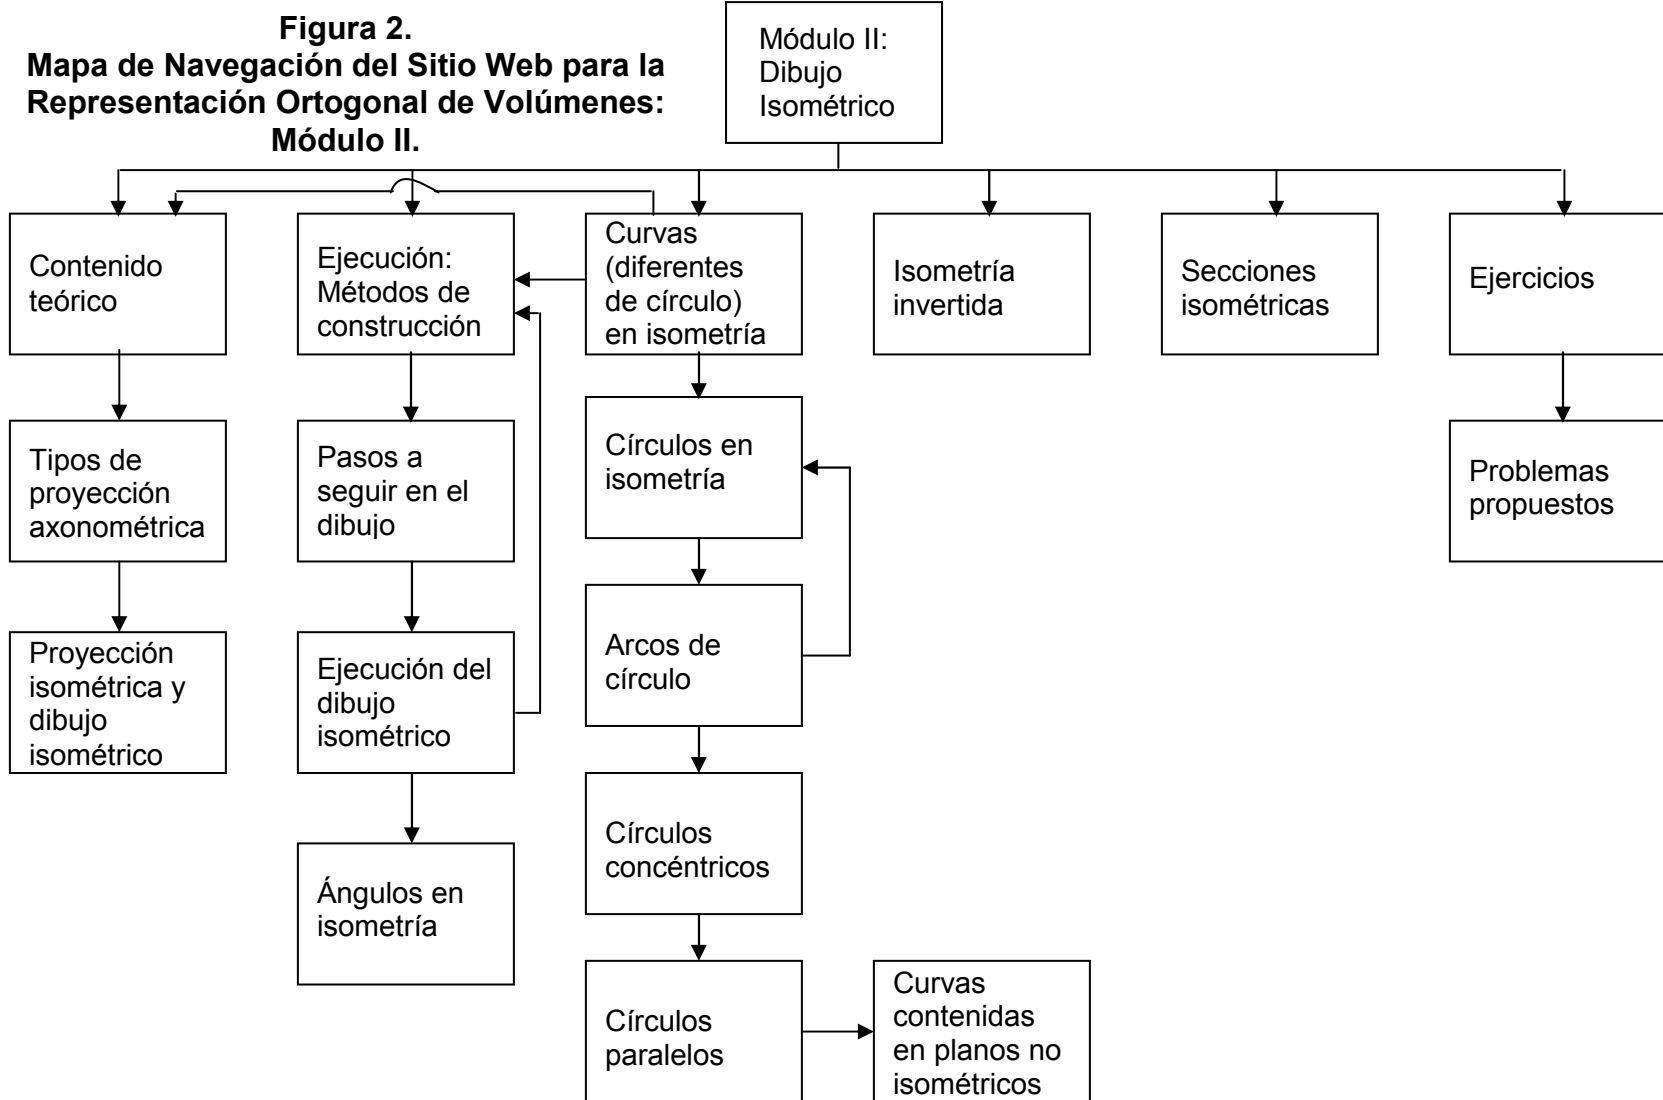 Figura 2.
Mapa de Navegación del Sitio Web para la
Representación Ortogonal de Volúmenes:
Módulo II.
Módulo II:
Dibujo
Isométrico
Contenido
teórico
Ejecución:
Métodos de
construcción
Curvas
(diferentes
de círculo)
en isometría
Isometría
invertida
Secciones
isométricas
Ejercicios
Tipos de
proyección
axonométrica
Pasos a
seguir en el
dibujo
Círculos en
isometría
Problemas
propuestos
Proyección
isométrica y
dibujo
isométrico
Ejecución del
dibujo
isométrico
Arcos de
círculo
Ángulos en
isometría
Círculos
concéntricos
Círculos
paralelos
Curvas
contenidas
en planos no
isométricos